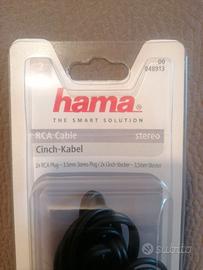 00
048913
hama®
THE SMART SOLUTION
RCA Cable stereo
Cinch-Kabel
2x RCA Plug – 3.5mm Stereo Plug / 2x Cinch-Stecker – 3,5mm Stecker
Subito